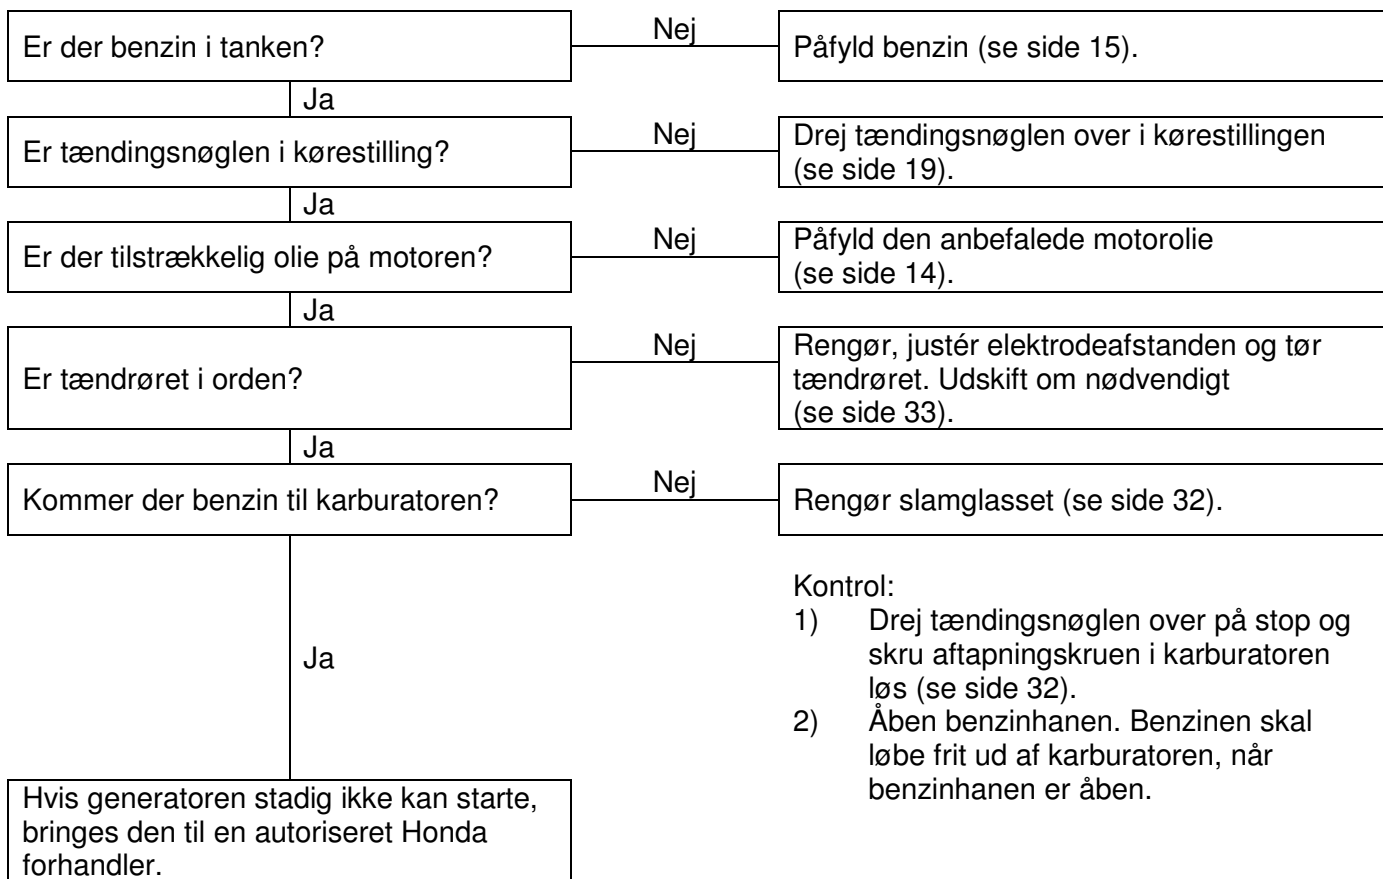 Er der benzin i tanken?
Nej
Påfyld benzin (se side 15).
Ja
Er tændingsnøglen i kørestilling?
Nej
Drej tændingsnøglen over i kørestillingen
(se side 19).
Ja
Er der tilstrækkelig olie på motoren?
Nej
Påfyld den anbefalede motorolie
(se side 14).
Ja
Er tændrøret i orden?
Nej
Rengør, justér elektrodeafstanden og tør
tændrøret. Udskift om nødvendigt
(se side 33).
Ja
Kommer der benzin til karburatoren?
Nej
Rengør slamglasset (se side 32).
Kontrol:
1) Drej tændingsnøglen over på stop og
skru aftapningskruen i karburatoren
løs (se side 32).
2) Åben benzinhanen. Benzinen skal
løbe frit ud af karburatoren, når
benzinhanen er åben.
Ja
Hvis generatoren stadig ikke kan starte,
bringes den til en autoriseret Honda
forhandler.